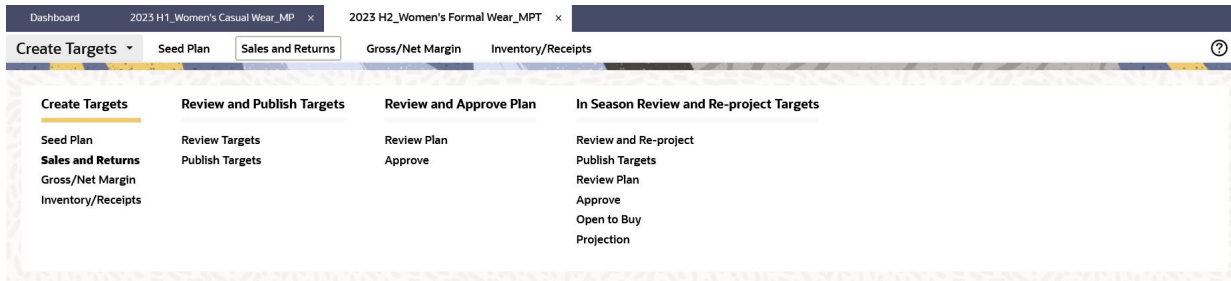 Dashboard 2023 H1_Women's Casual Wear_MP × 2023 H2_Women's Formal Wear_MPT ×
Create Targets Seed Plan Sales and Returns Gross/Net Margin Inventory/Receipts ?
Create Targets Review and Publish Targets Review and Approve Plan In Season Review and Re-project Targets
Seed Plan Review Targets Review Plan Review and Re-project
Sales and Returns Publish Targets Approve Publish Targets
Gross/Net Margin Review Plan
Inventory/Receipts Approve
Open to Buy
Projection